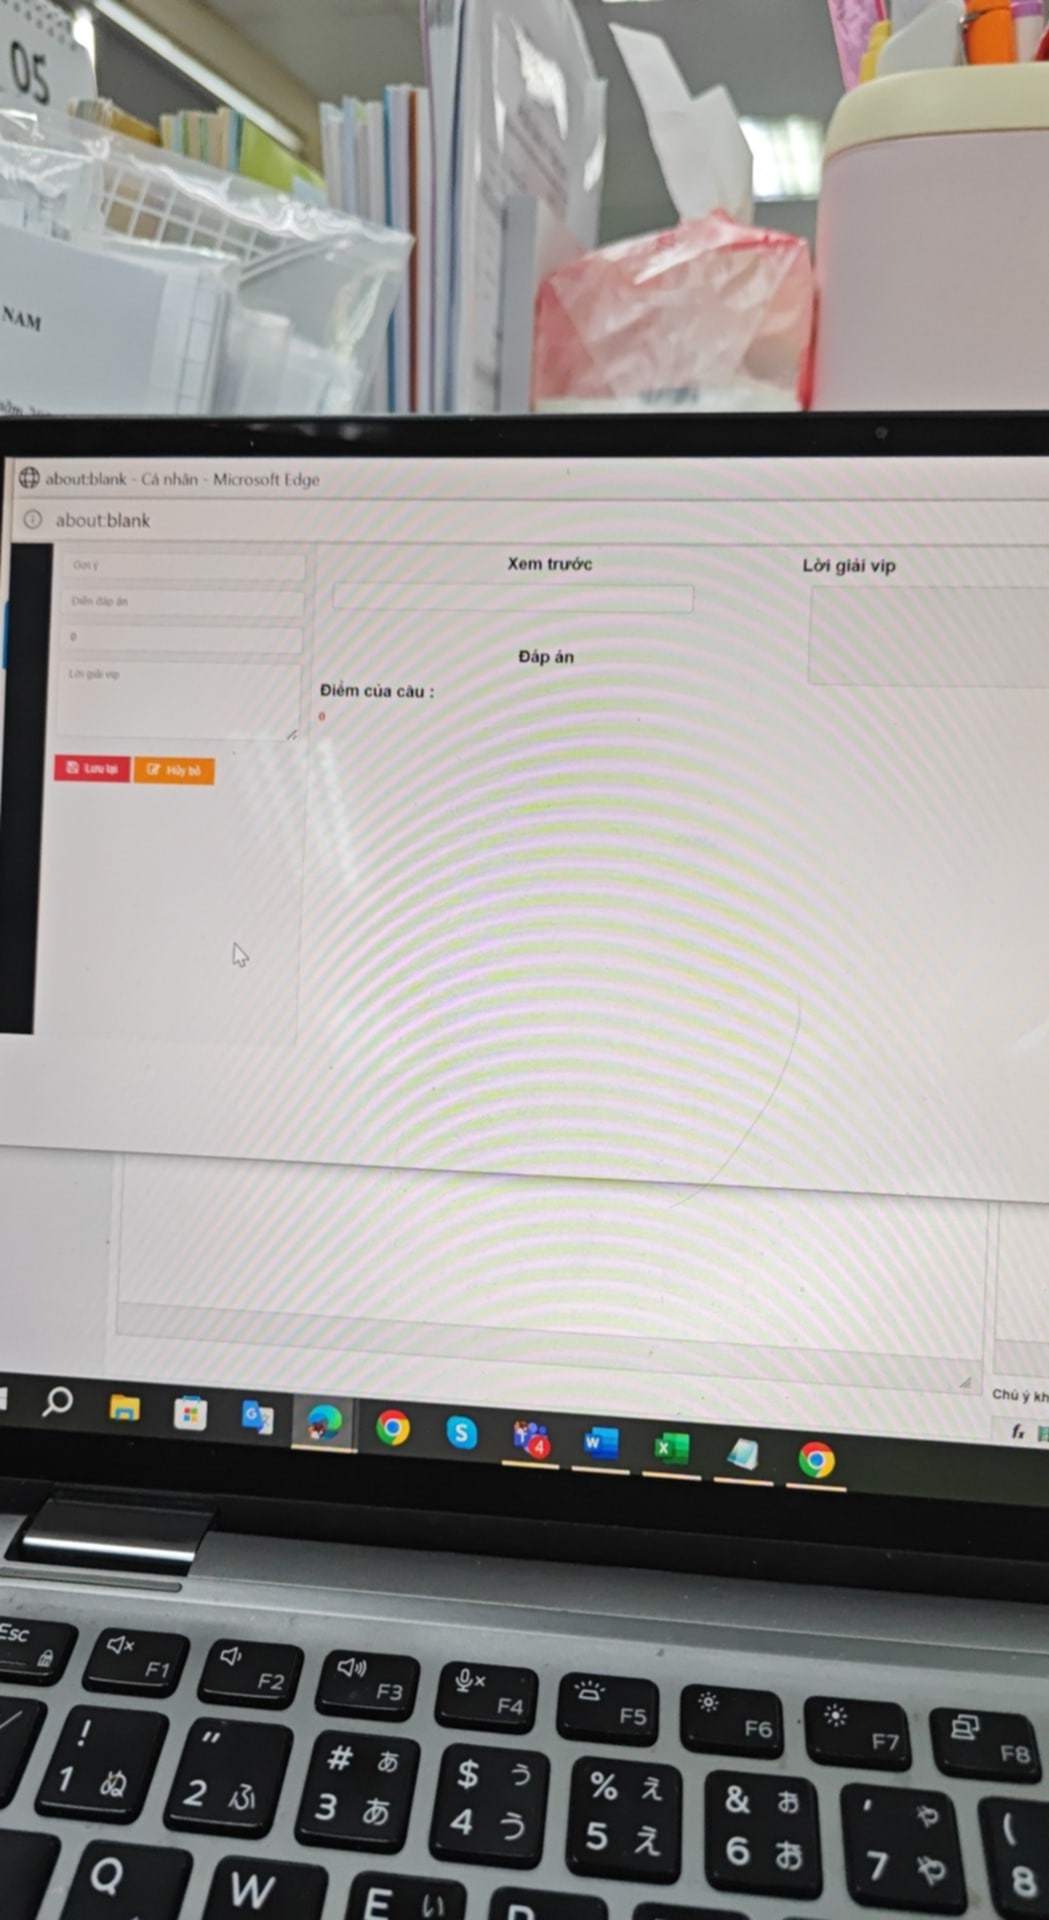 05
NAM
about:blank - Cá nhân - Microsoft Edge
about:blank
Gợi ý
Điền đáp án
0
Lời giải vip
Lưu lại
Hủy bỏ
Xem trước
Đáp án
Điểm của câu :
0
Lời giải vip
Chú ý kh
fx
4
Esc
F1
F2
F3
F4
F5
F6
F7
F8
! 1 ぬ
" 2 ふ
# あ 3 あ
$ う 4 う
% え 5 え
& お 6 お
' や 7 や
( 8
Q
W
E い